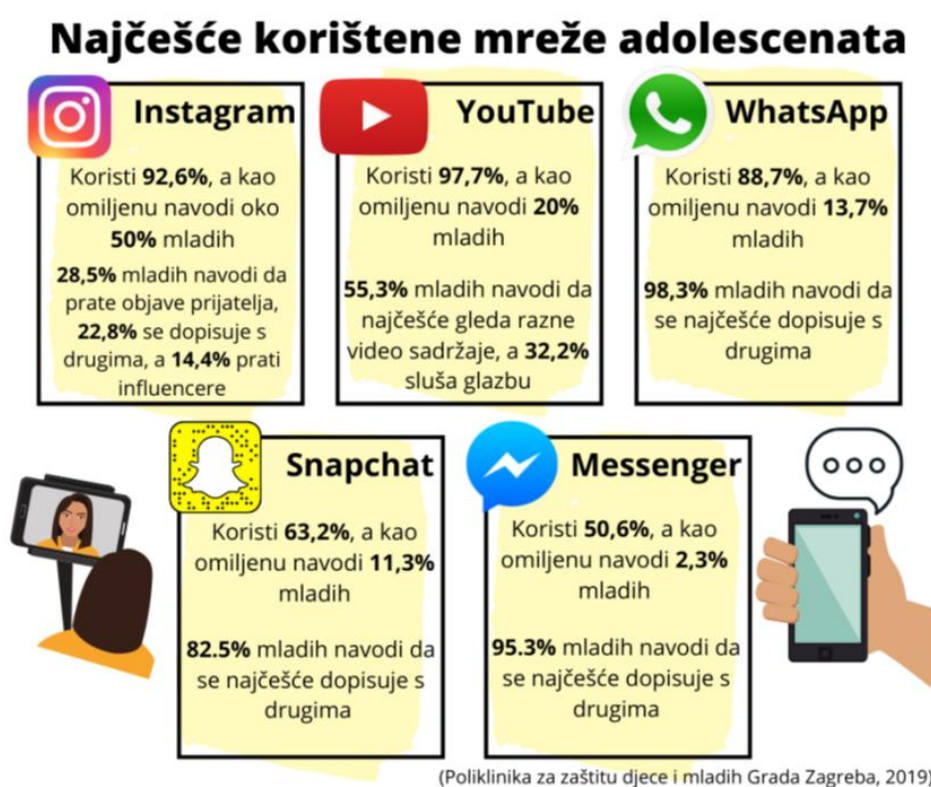 Najčešće korištene mreže adolescenata
Instagram
Koristi 92,6%, a kao
omiljenu navodi oko
50% mladih
28,5% mladih navodi da
prate objave prijatelja,
22,8% se dopisuje s
drugima, a 14,4% prati
influencere
YouTube
Koristi 97,7%, a kao
omiljenu navodi 20%
mladih
55,3% mladih navodi da
najčešće gleda razne
video sadržaje, a 32,2%
sluša glazbu
WhatsApp
Koristi 88,7%, a kao
omiljenu navodi 13,7%
mladih
98,3% mladih navodi da
se najčešće dopisuje s
drugima
Snapchat
Koristi 63,2%, a kao
omiljenu navodi 11,3%
mladih
82.5% mladih navodi da
se najčešće dopisuje s
drugima
Messenger
Koristi 50,6%, a kao
omiljenu navodi 2,3%
mladih
95.3% mladih navodi da
se najčešće dopisuje s
drugima
(Poliklinika za zaštitu djece i mladih Grada Zagreba, 2019)